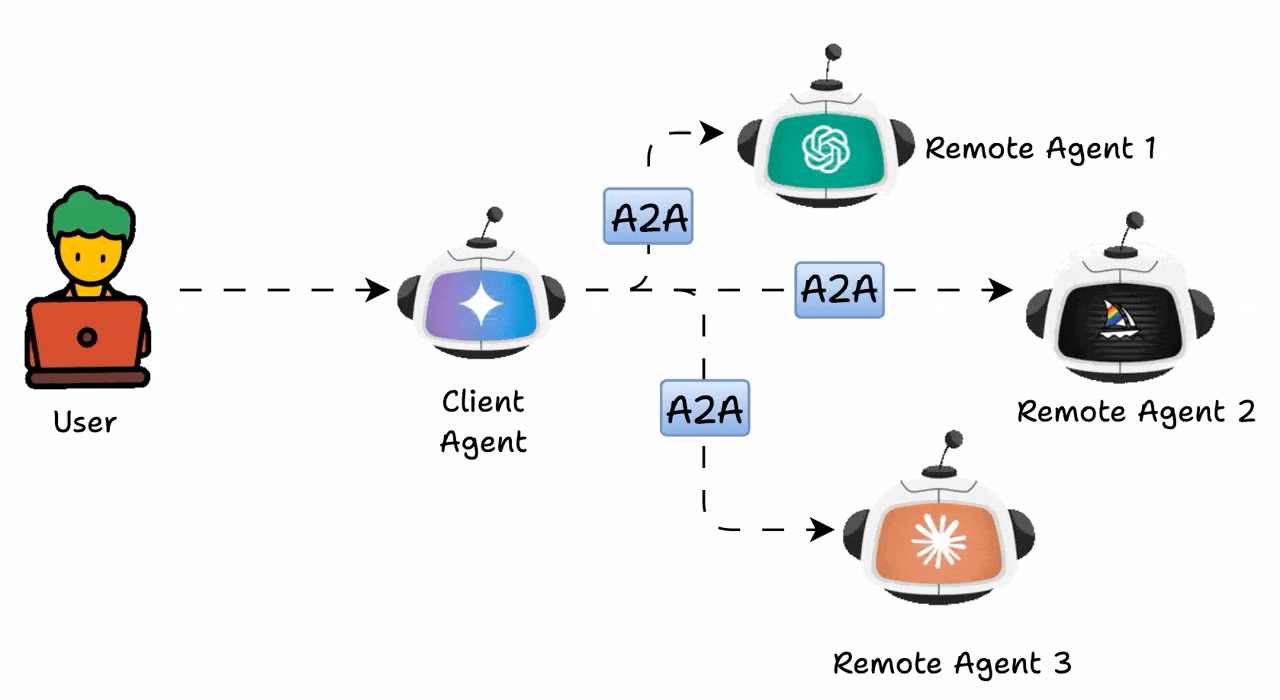 User
Client
Agent
A2A
A2A
A2A
Remote Agent 1
Remote Agent 2
Remote Agent 3